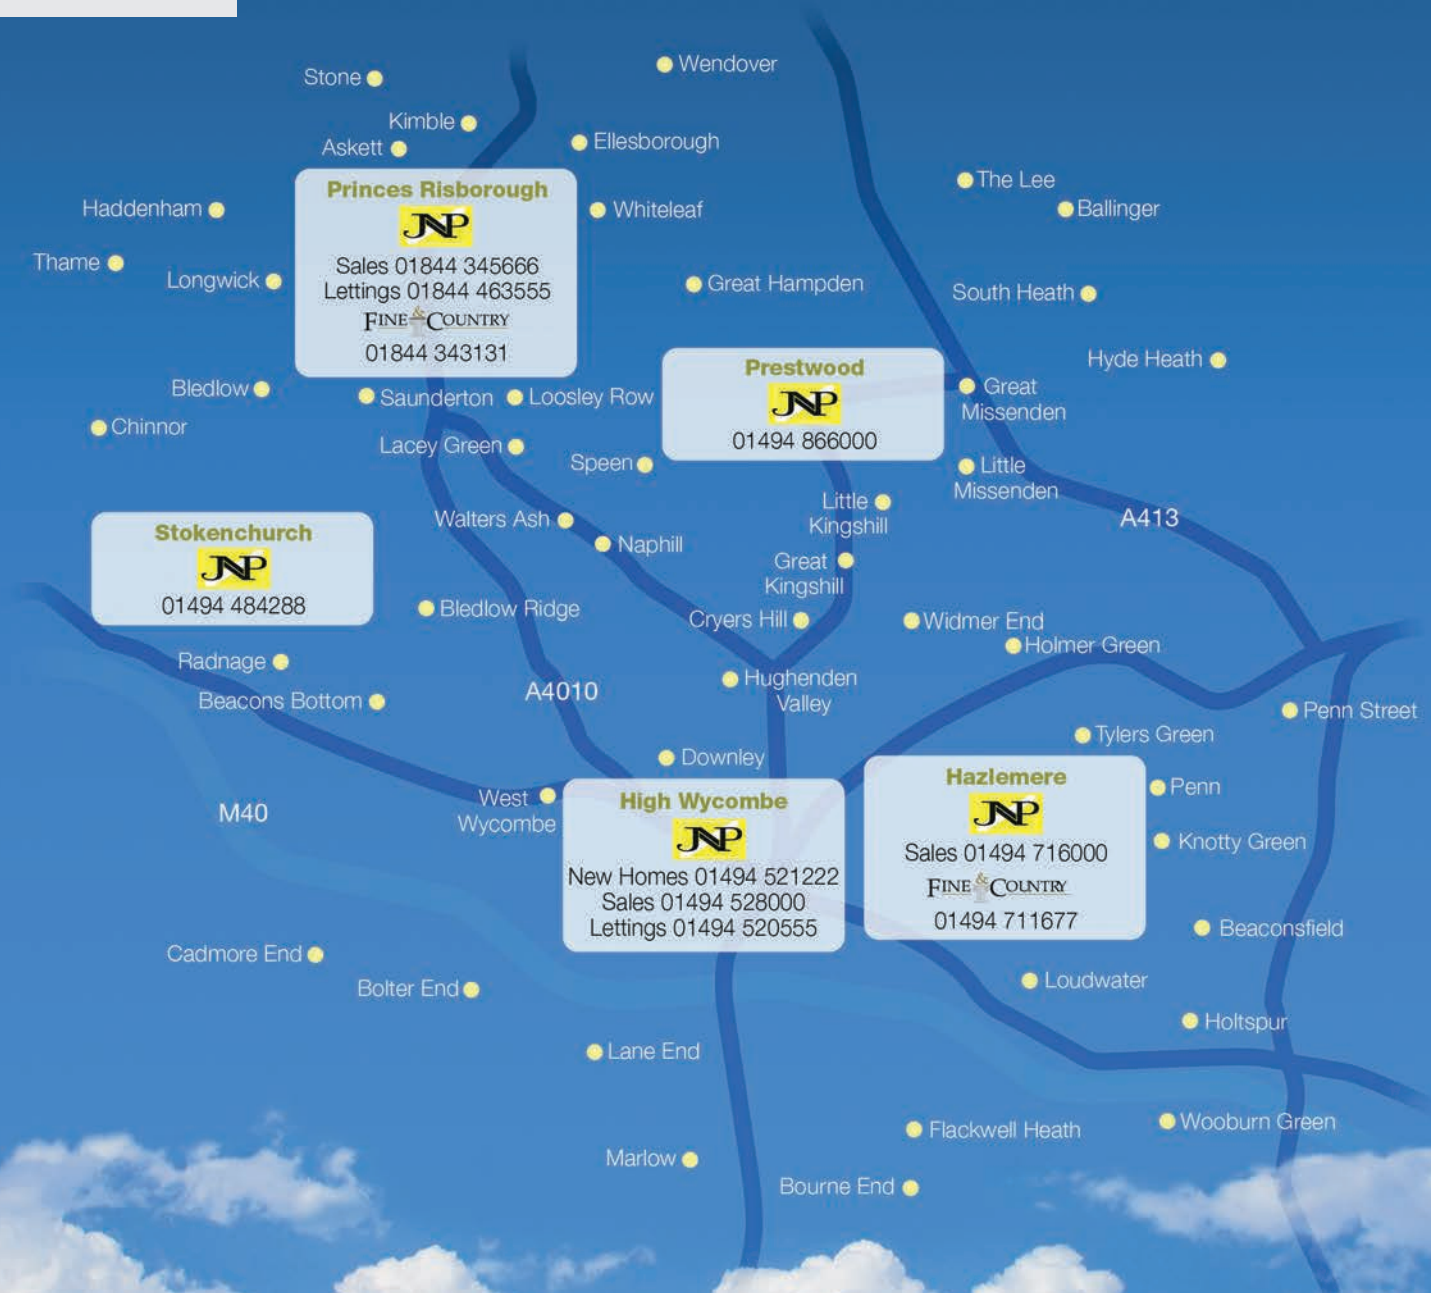 Wendover
Stone
Kimble
Askett
Ellesborough
The Lee
Princes Risborough
JNP
Sales 01844 345666
Lettings 01844 463555
FINE & COUNTRY
01844 343131
Haddenham
Whiteleaf
Ballinger
Thame
Longwick
Great Hampden
South Heath
Hyde Heath
Prestwood
JNP
01494 866000
Great
Missenden
Bledlow
Saunderton
Loosley Row
Chinnor
Lacey Green
Speen
Little
Missenden
Little
Kingshill
A413
Walters Ash
Naphill
Stokenchurch
JNP
01494 484288
Great
Kingshill
Bledlow Ridge
Cryers Hill
Widmer End
Holmer Green
Radnage
Beacons Bottom
A4010
Hughenden
Valley
Penn Street
Tylers Green
Downley
West
Wycombe
M40
High Wycombe
JNP
New Homes 01494 521222
Sales 01494 528000
Lettings 01494 520555
Hazlemere
JNP
Sales 01494 716000
FINE & COUNTRY
01494 711677
Penn
Knotty Green
Beaconsfield
Cadmore End
Bolter End
Loudwater
Holtspur
Lane End
Wooburn Green
Flackwell Heath
Marlow
Bourne End